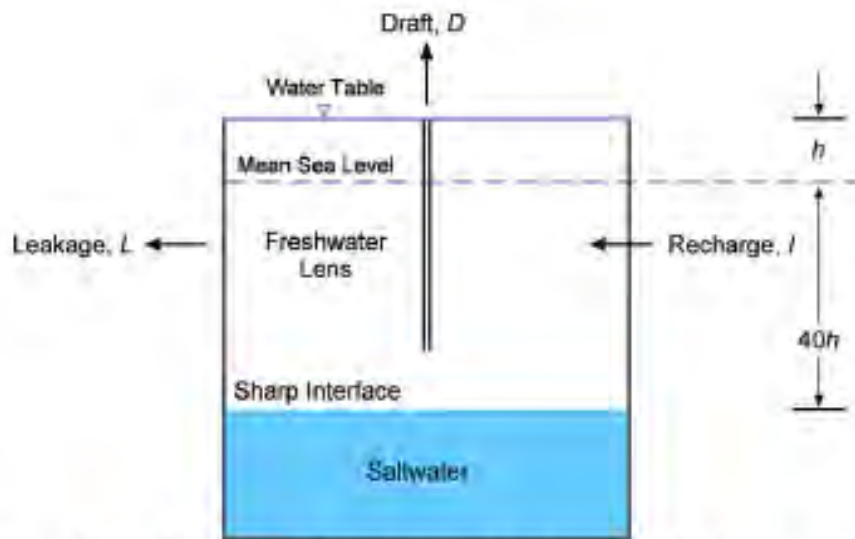 Draft, D
Water Table
Mean Sea Level
h
Leakage, L
Freshwater
Lens
Recharge, I
40h
Sharp Interface
Saltwater